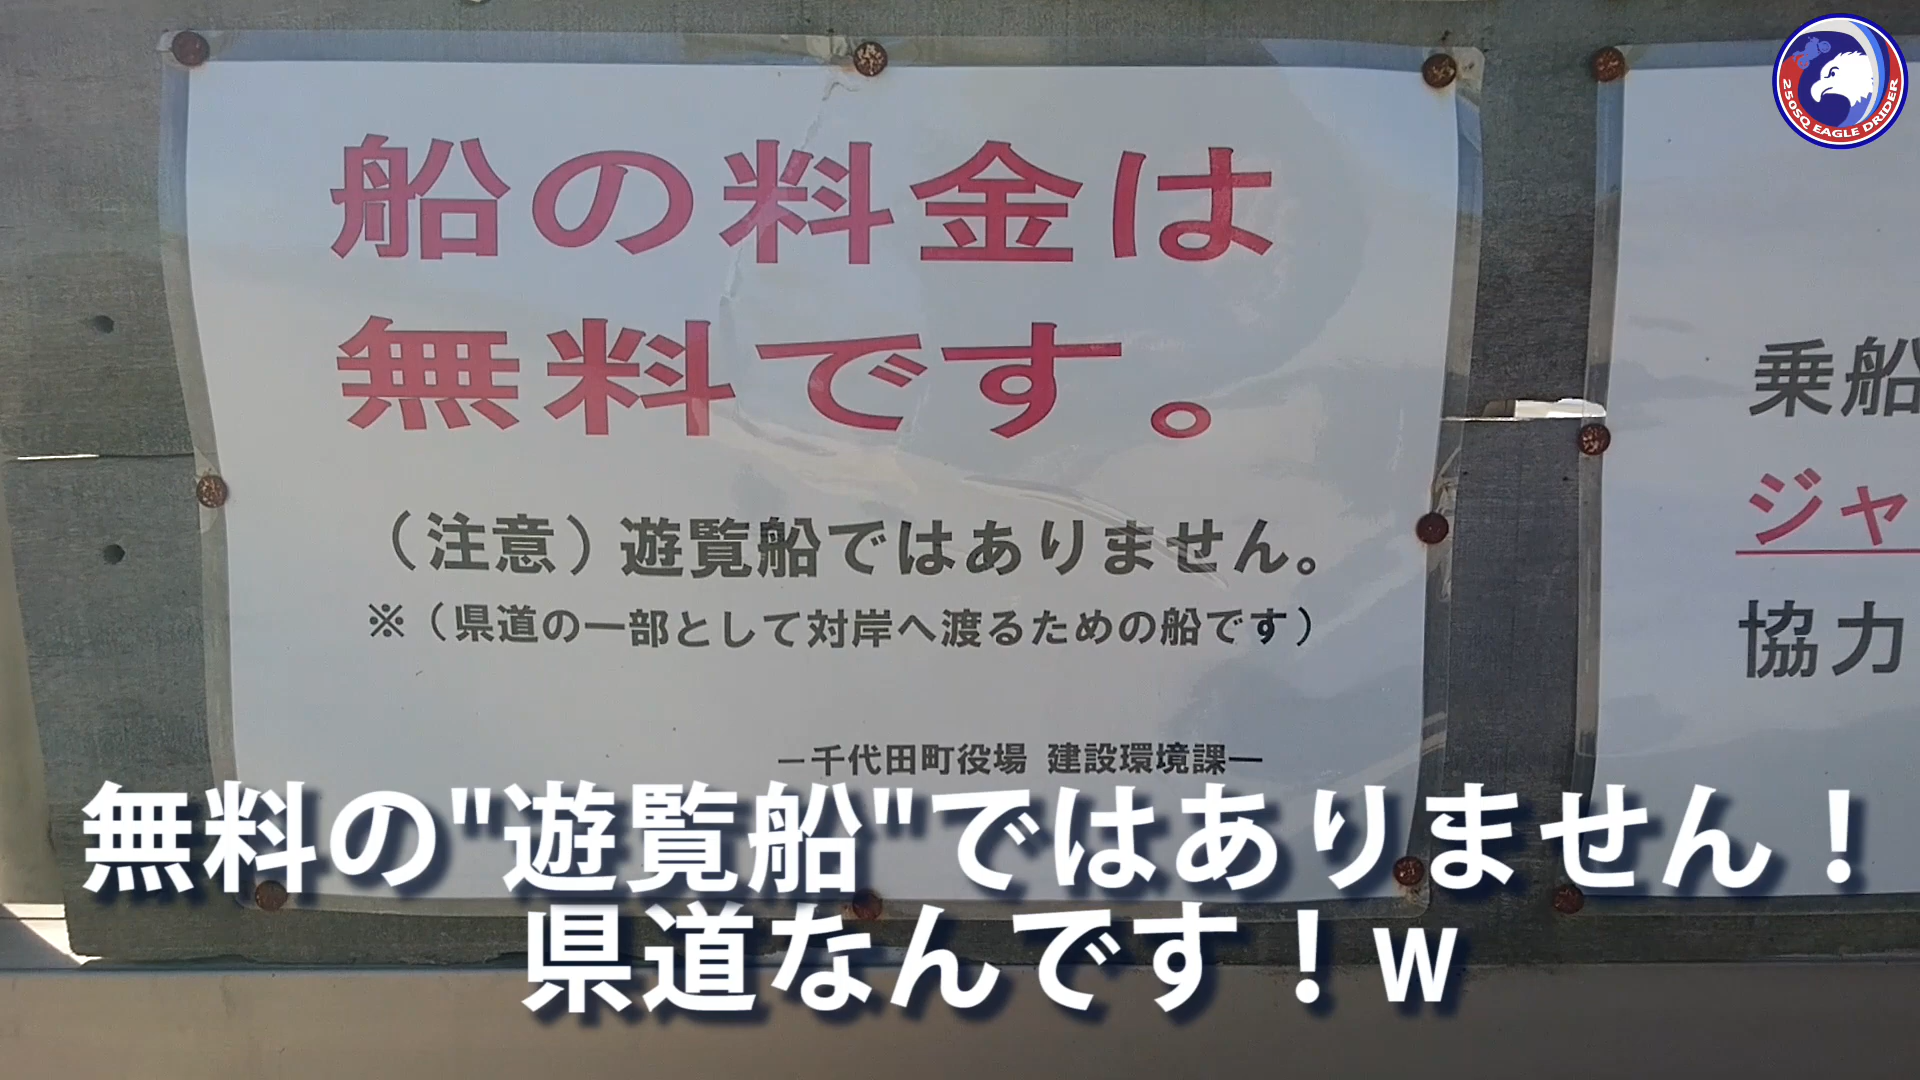 船の料金は
無料です。
（注意）遊覧船ではありません。
※（県道の一部として対岸へ渡るための船です）
―千代田町役場 建設環境課―
乗船
ジャ
協力
無料の"遊覧船"ではありません！
県道なんです！w
250SQ EAGLE DRIDER